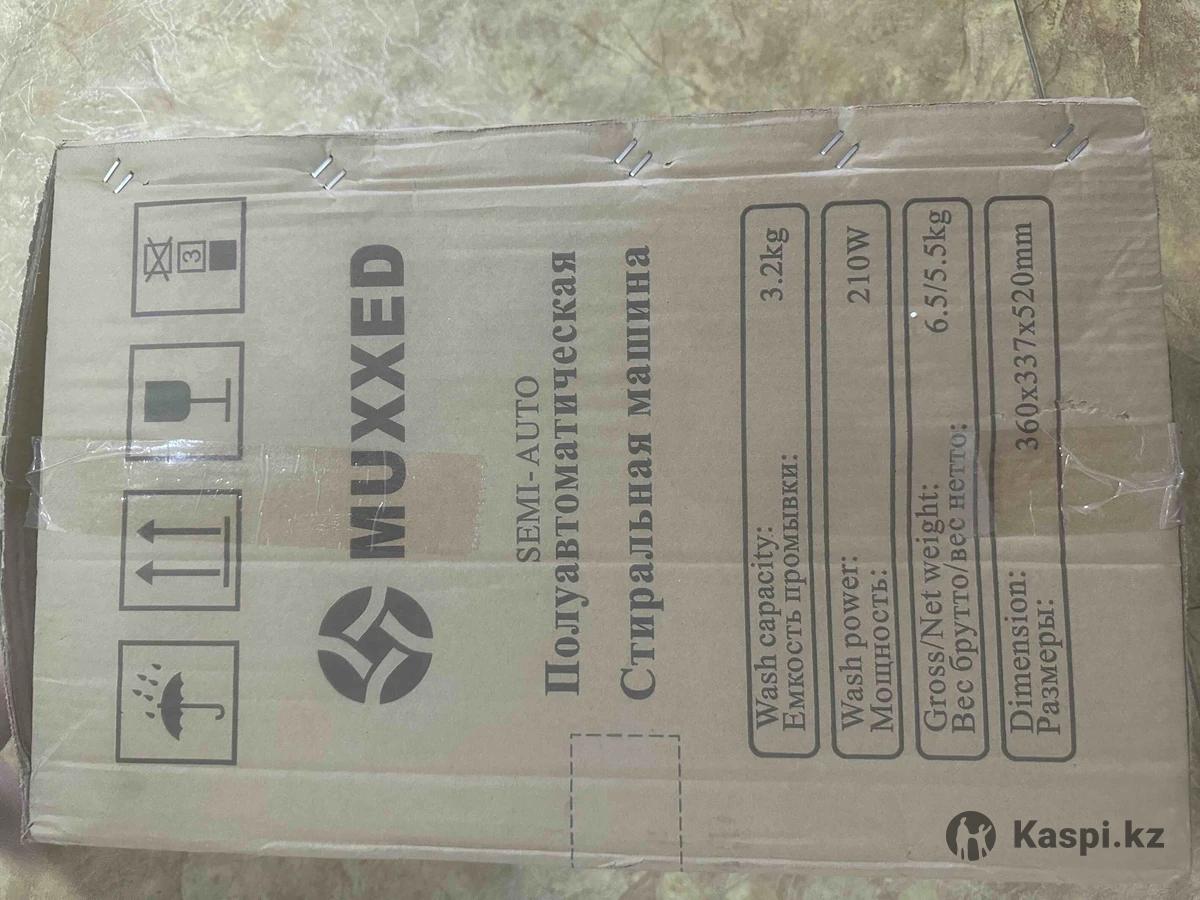 3
MUXXED
SEMI-AUTO
Полуавтоматическая
Стиральная машина
Wash capacity:
Емкость промывки:
3.2kg
Wash power:
Мощность:
210W
Gross/Net weight:
Вес брутто/вес нетто:
6.5/5.5kg
Dimension:
Размеры:
360x337x520mm
Kaspi.kz